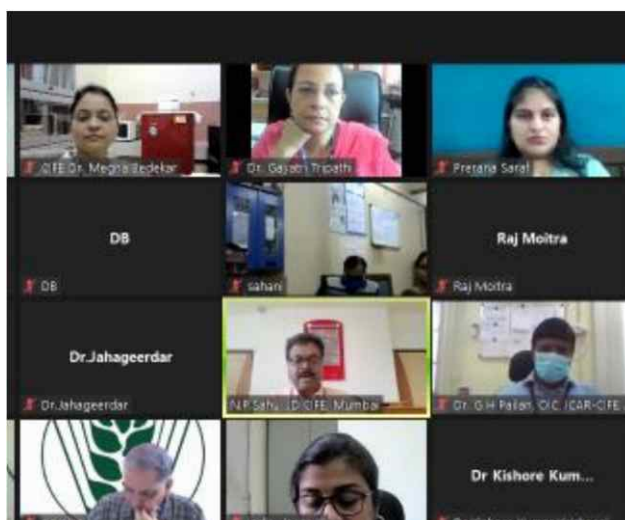 CIFE Dr. Megha Bedekar
Dr. Gayatri Tripathi
Prerana Saraf
DB
Raj Moitra
DB
sahani
Raj Moitra
Dr.Jahageerdar
Dr.Jahageerdar
N.P. Sahu, I,D CIFE, Mumbai
Dr. G H Pailan, OIC, ICAR-CIFE
Dr Kishore Kum...